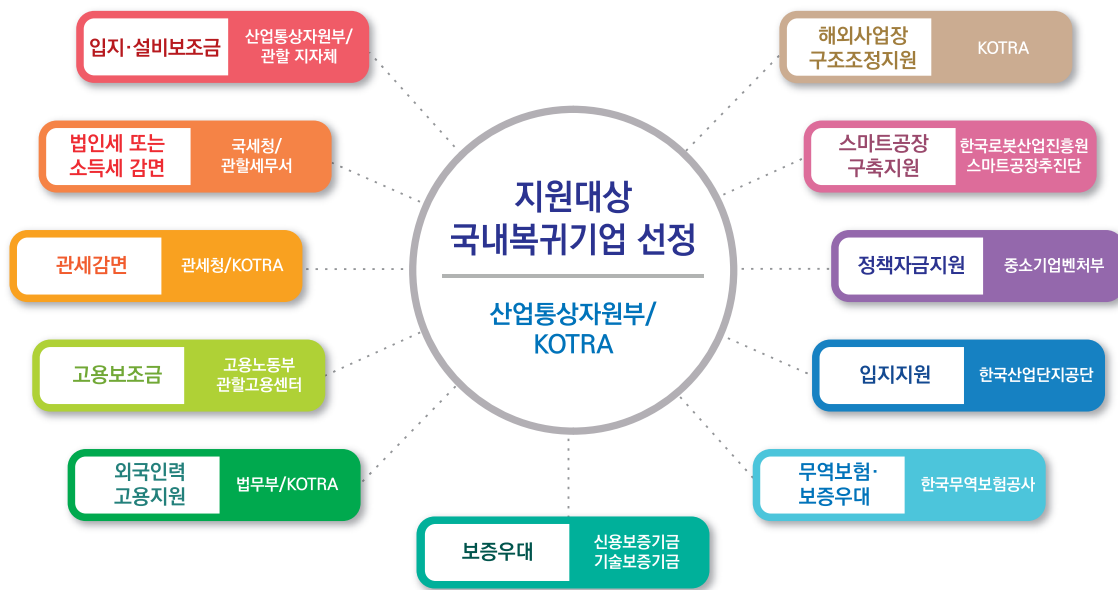 지원대상
국내복귀기업 선정
산업통상자원부/
KOTRA
입지·설비보조금
산업통상자원부/
관할 지자체
법인세 또는
소득세 감면
국세청/
관할세무서
관세감면
관세청/KOTRA
고용보조금
고용노동부
관할고용센터
외국인력
고용지원
법무부/KOTRA
보증우대
신용보증기금
기술보증기금
해외사업장
구조조정지원
KOTRA
스마트공장
구축지원
한국로봇산업진흥원
스마트공장추진단
정책자금지원
중소기업벤처부
입지지원
한국산업단지공단
무역보험·
보증우대
한국무역보험공사